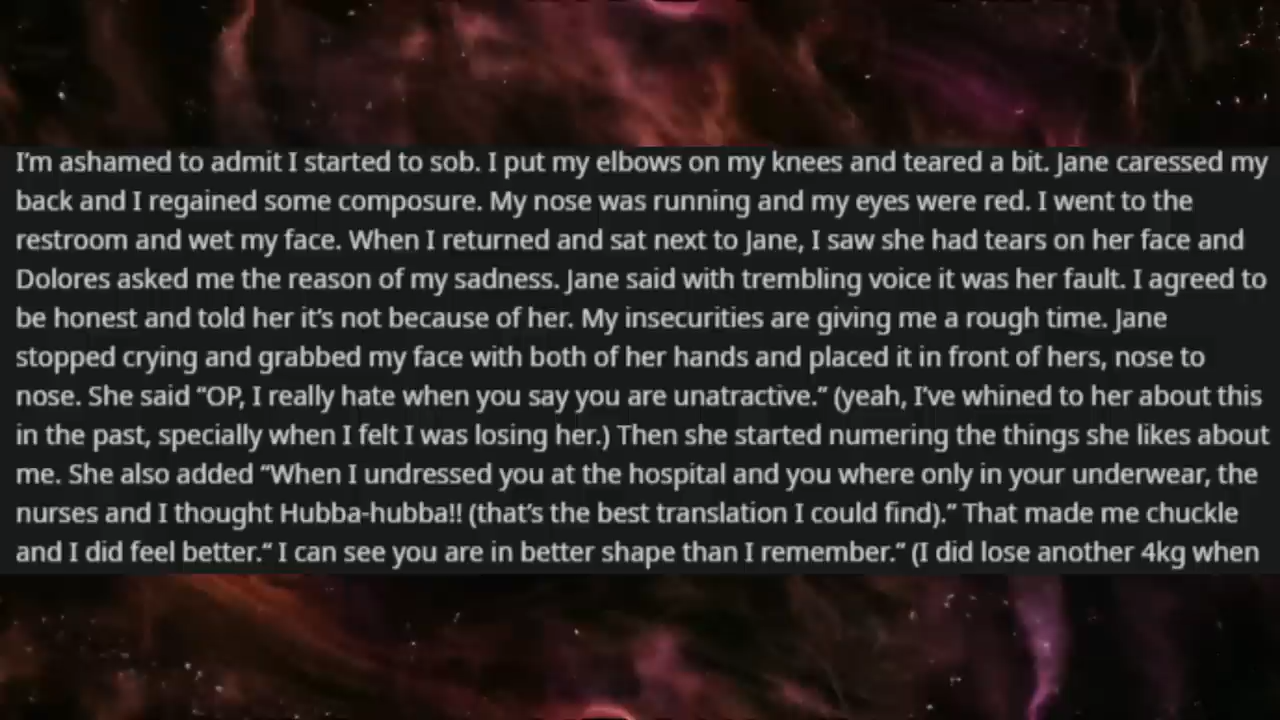 I’m ashamed to admit I started to sob. I put my elbows on my knees and teared a bit. Jane caressed my
back and I regained some composure. My nose was running and my eyes were red. I went to the
restroom and wet my face. When I returned and sat next to Jane, I saw she had tears on her face and
Dolores asked me the reason of my sadness. Jane said with trembling voice it was her fault. I agreed to
be honest and told her it’s not because of her. My insecurities are giving me a rough time. Jane
stopped crying and grabbed my face with both of her hands and placed it in front of hers, nose to
nose. She said “OP, I really hate when you say you are unatractive.” (yeah, I’ve whined to her about this
in the past, specially when I felt I was losing her.) Then she started numering the things she likes about
me. She also added “When I undressed you at the hospital and you where only in your underwear, the
nurses and I thought Hubba-hubba!! (that’s the best translation I could find).” That made me chuckle
and I did feel better.“ I can see you are in better shape than I remember.” (I did lose another 4kg when